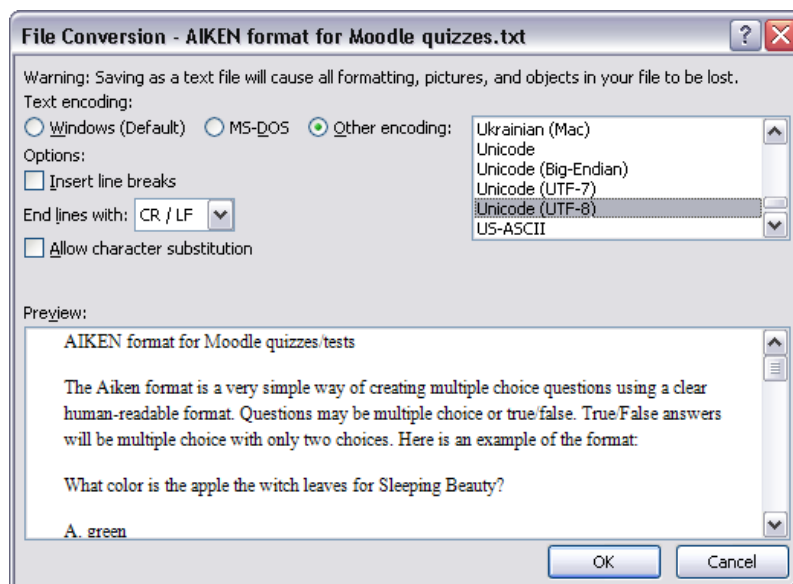 File Conversion - AIKEN format for Moodle quizzes.txt
Warning: Saving as a text file will cause all formatting, pictures, and objects in your file to be lost.
Text encoding:
Windows (Default) MS-DOS Other encoding:
Ukrainian (Mac)
Unicode
Unicode (Big-Endian)
Unicode (UTF-7)
Unicode (UTF-8)
US-ASCII
Options:
Insert line breaks
End lines with: CR / LF
Allow character substitution
Preview:
AIKEN format for Moodle quizzes/tests
The Aiken format is a very simple way of creating multiple choice questions using a clear
human-readable format. Questions may be multiple choice or true/false. True/False answers
will be multiple choice with only two choices. Here is an example of the format:
What color is the apple the witch leaves for Sleeping Beauty?
A. green
OK Cancel